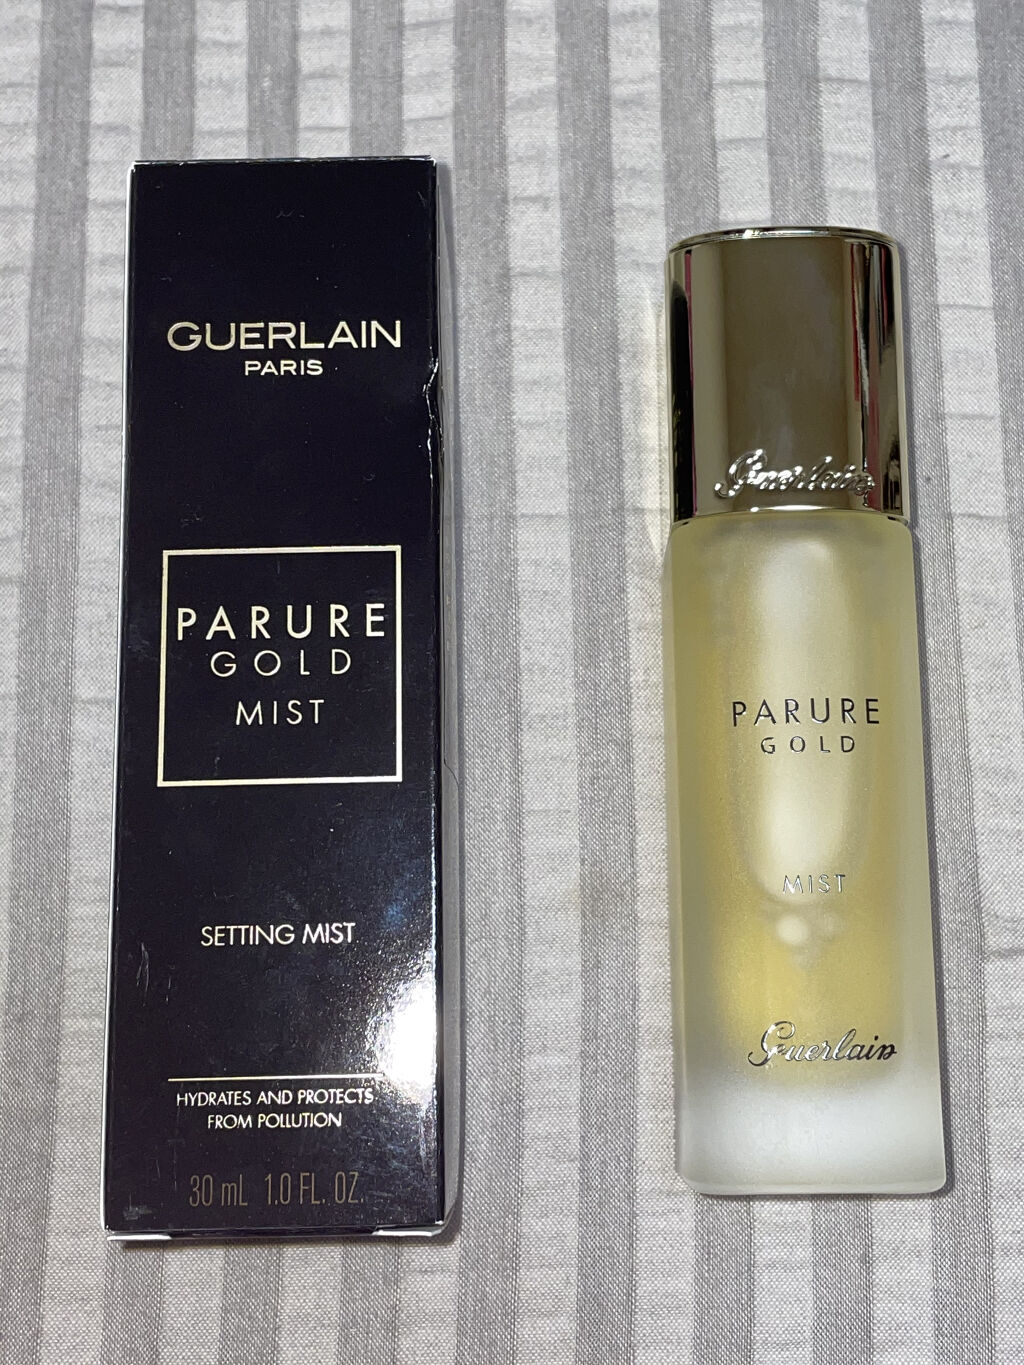 GUERLAIN
PARIS
PARURE
GOLD
MIST
SETTING MIST
HYDRATES AND PROTECTS
FROM POLLUTION
30 mL 1.0 FL. OZ.
Guerlain
PARURE
GOLD
MIST
Guerlain